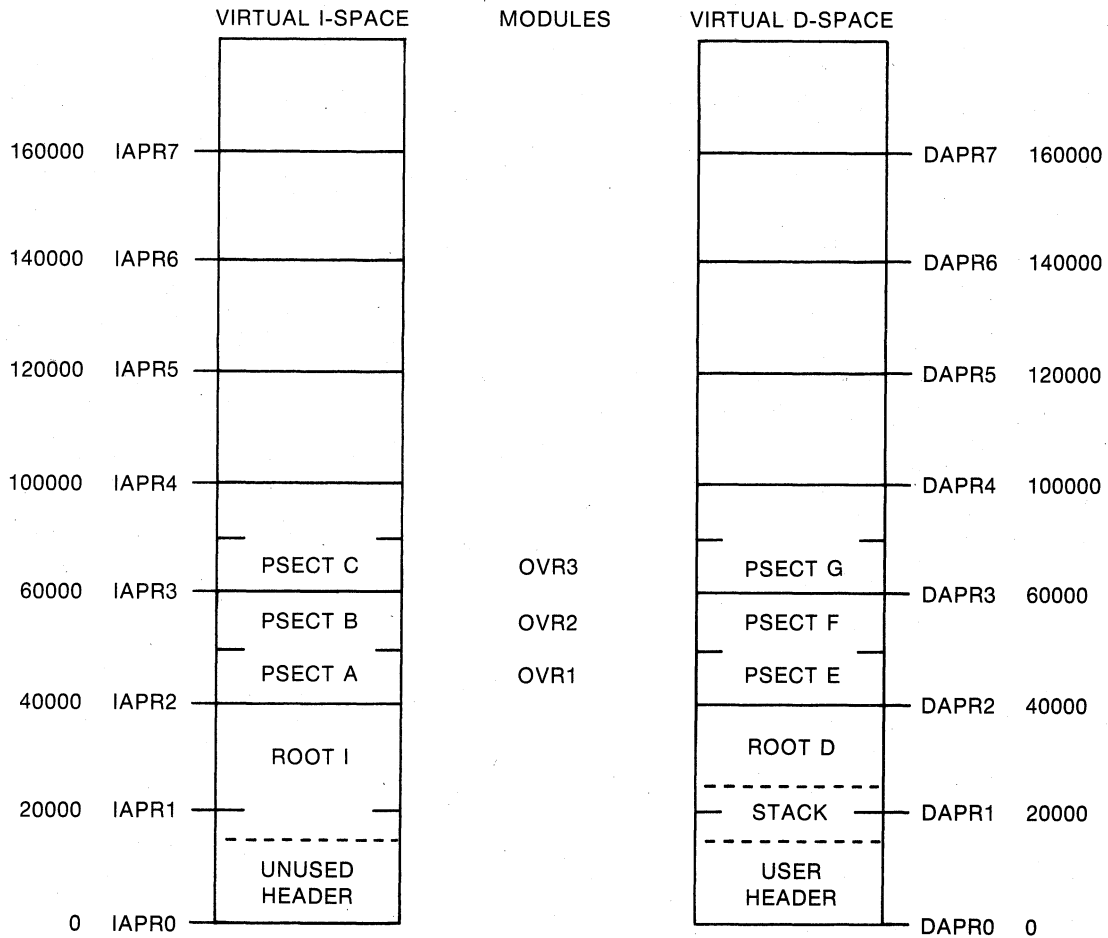 VIRTUAL I-SPACE MODULES VIRTUAL D-SPACE
160000 IAPR7 DAPR7 160000
140000 IAPR6 DAPR6 140000
120000 IAPR5 DAPR5 120000
100000 IAPR4 DAPR4 100000
PSECT C OVR3 PSECT G
60000 IAPR3 DAPR3 60000
PSECT B OVR2 PSECT F
PSECT A OVR1 PSECT E
40000 IAPR2 DAPR2 40000
ROOT I ROOT D
20000 IAPR1 STACK DAPR1 20000
UNUSED USER
HEADER HEADER
0 IAPR0 DAPR0 0